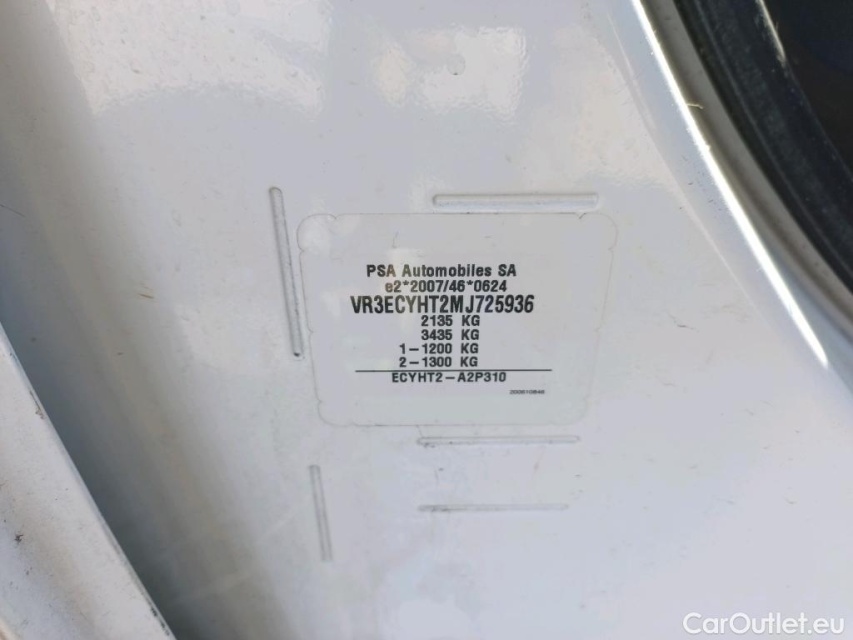 PSA Automobiles SA
e2*2007/46*0624
VR3ECYHT2MJ725936
2135 KG
3435 KG
1-1200 KG
2-1300 KG
ECYHT2-A2P310
CarOutlet.eu